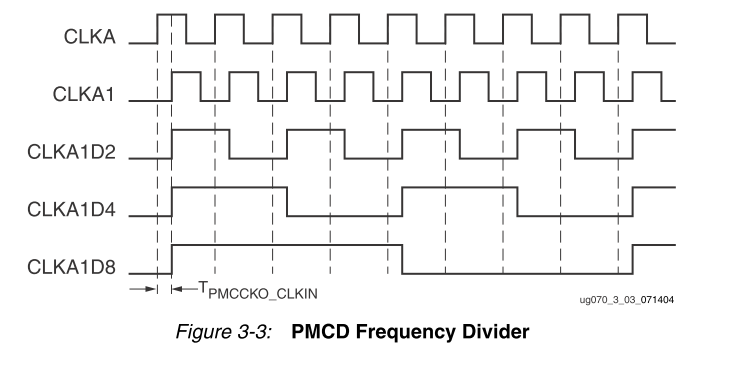 CLKA
CLKA1
CLKA1D2
CLKA1D4
CLKA1D8
TPMCCKO_CLKIN
ug070_3_03_071404
Figure 3-3: PMCD Frequency Divider